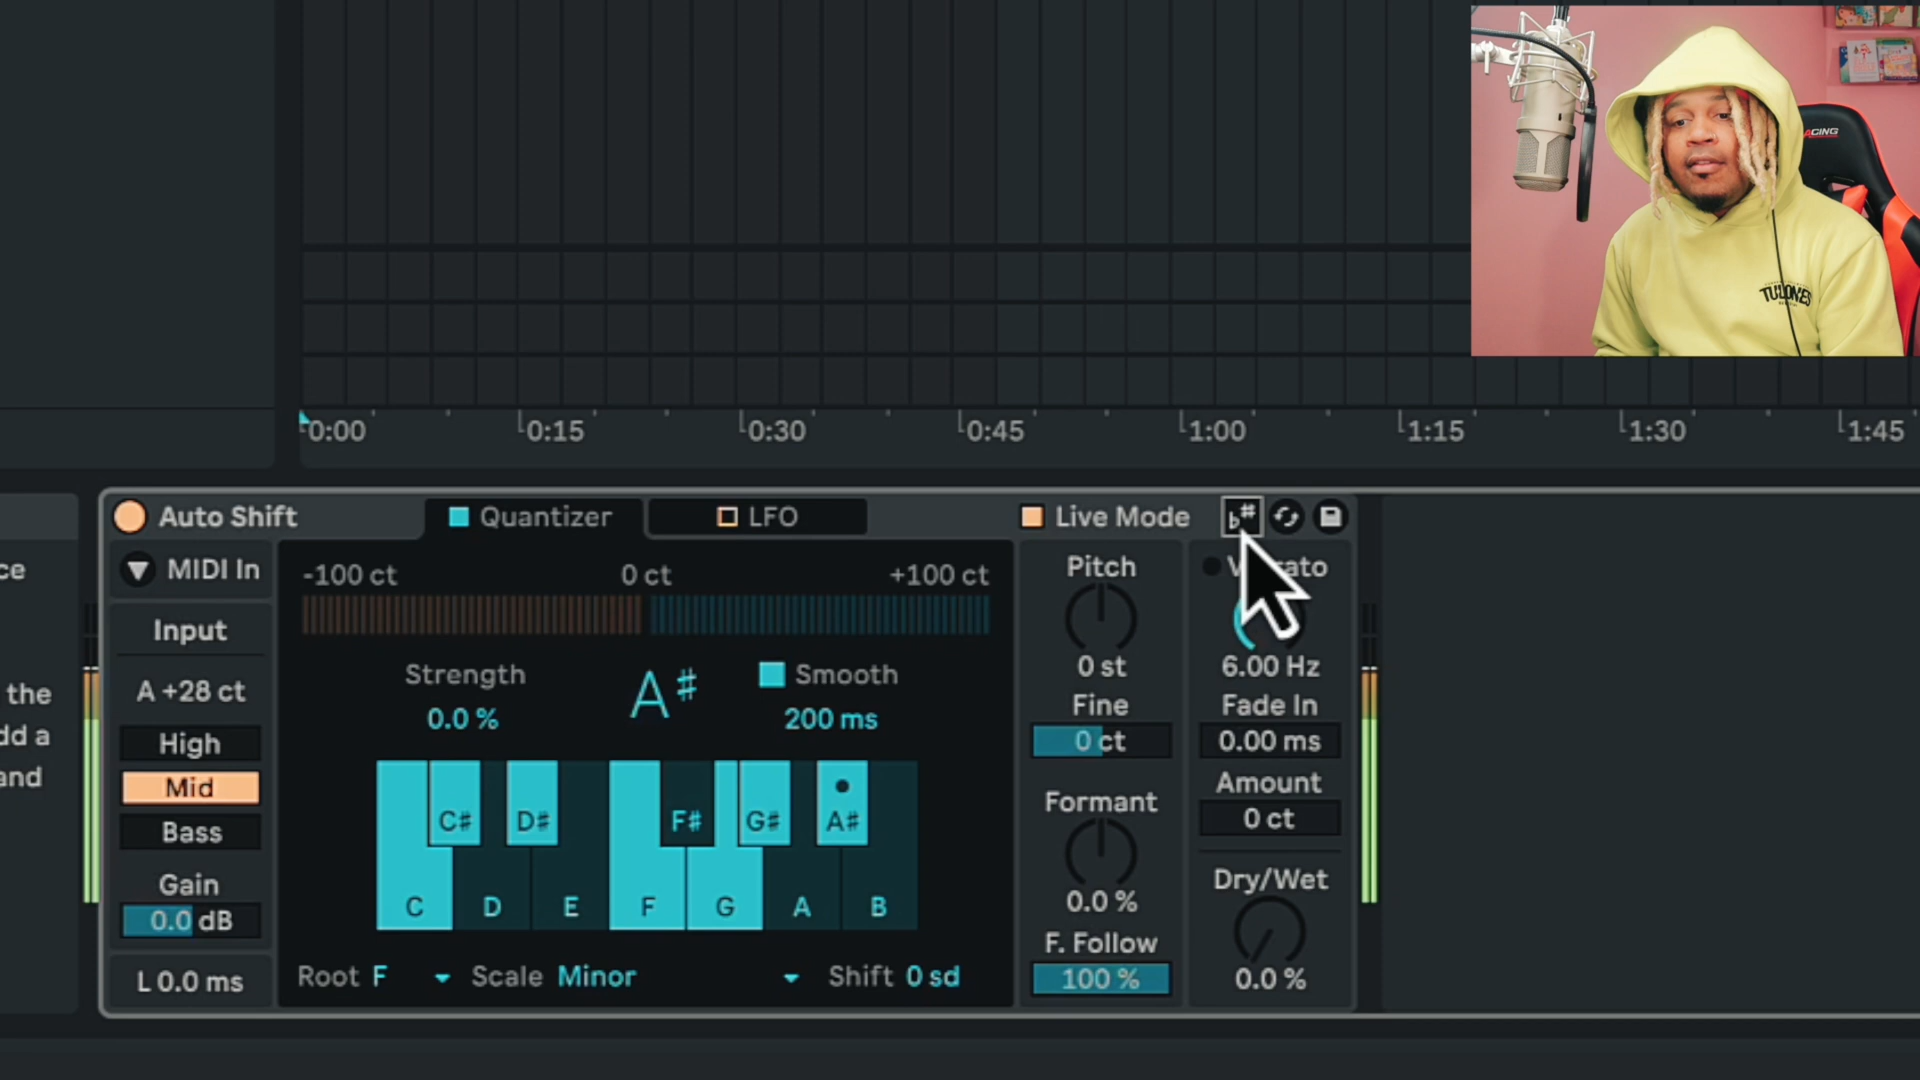 ACING
TULONES
0:00 0:15 0:30 0:45 1:00 1:15 1:30 1:45
Auto Shift Quantizer LFO Live Mode ♭♯
ce
the
dd a
and
MIDI In
Input
A +28 ct
High
Mid
Bass
Gain
0.0 dB
L 0.0 ms
-100 ct 0 ct +100 ct
Strength
0.0 %
A♯
Smooth
200 ms
C♯ D♯ F♯ G♯ A♯
C D E F G A B
Root F Scale Minor Shift 0 sd
Pitch
0 st
Fine
0 ct
Formant
0.0 %
F. Follow
100 %
6.00 Hz
Fade In
0.00 ms
Amount
0 ct
Dry/Wet
0.0 %